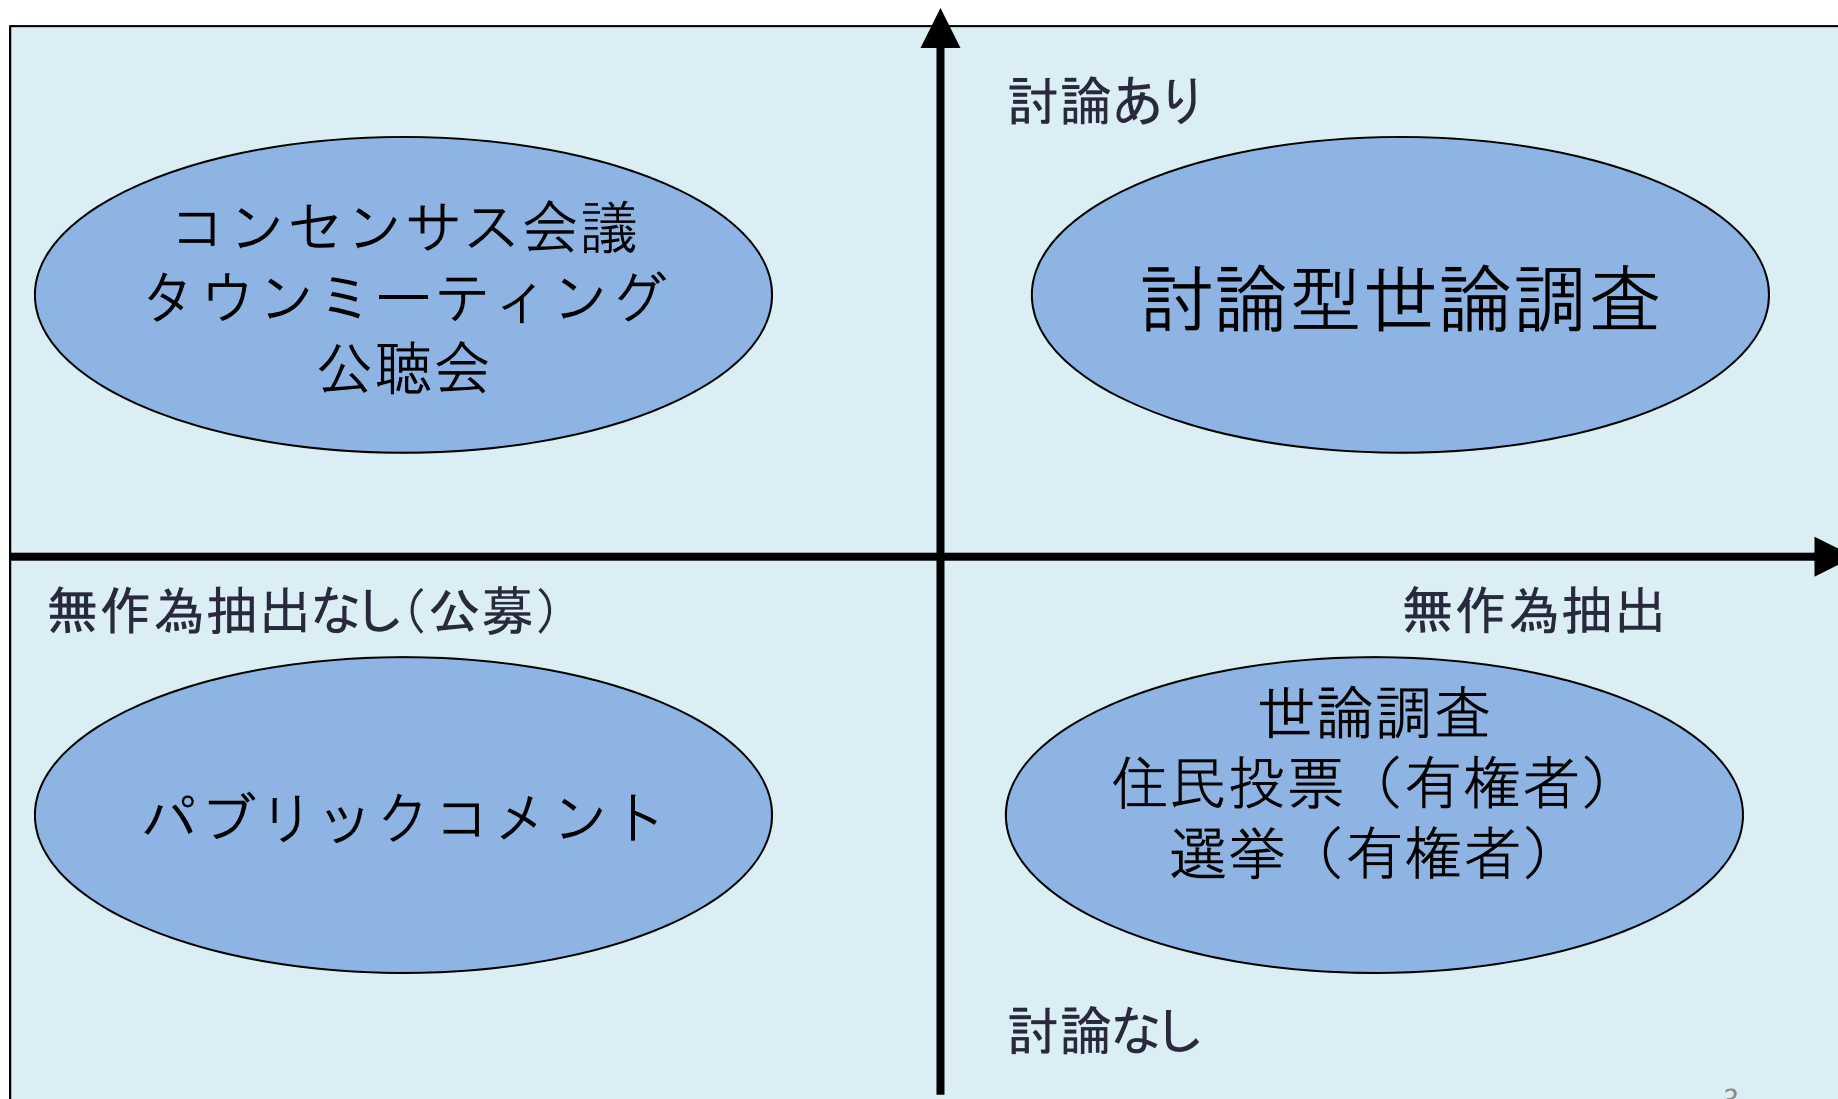 討論あり
コンセンサス会議
タウンミーティング
公聴会
討論型世論調査
無作為抽出なし（公募）
無作為抽出
パブリックコメント
世論調査
住民投票（有権者）
選挙（有権者）
討論なし